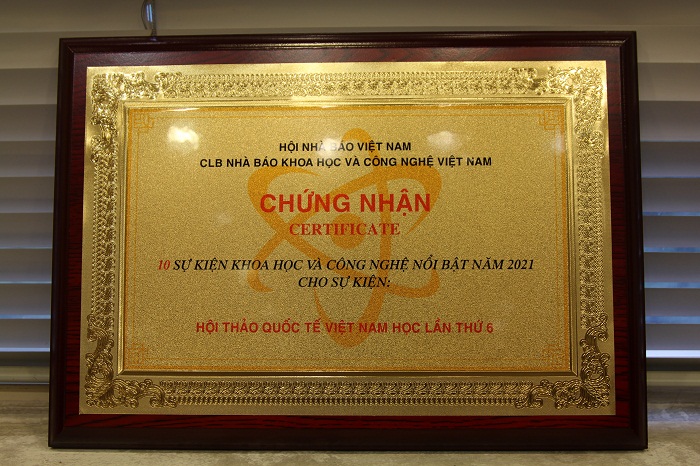 HỘI NHÀ BÁO VIỆT NAM
CLB NHÀ BÁO KHOA HỌC VÀ CÔNG NGHỆ VIỆT NAM
CHỨNG NHẬN
CERTIFICATE
10 SỰ KIỆN KHOA HỌC VÀ CÔNG NGHỆ NỔI BẬT NĂM 2021
CHO SỰ KIỆN:
HỘI THẢO QUỐC TẾ VIỆT NAM HỌC LẦN THỨ 6